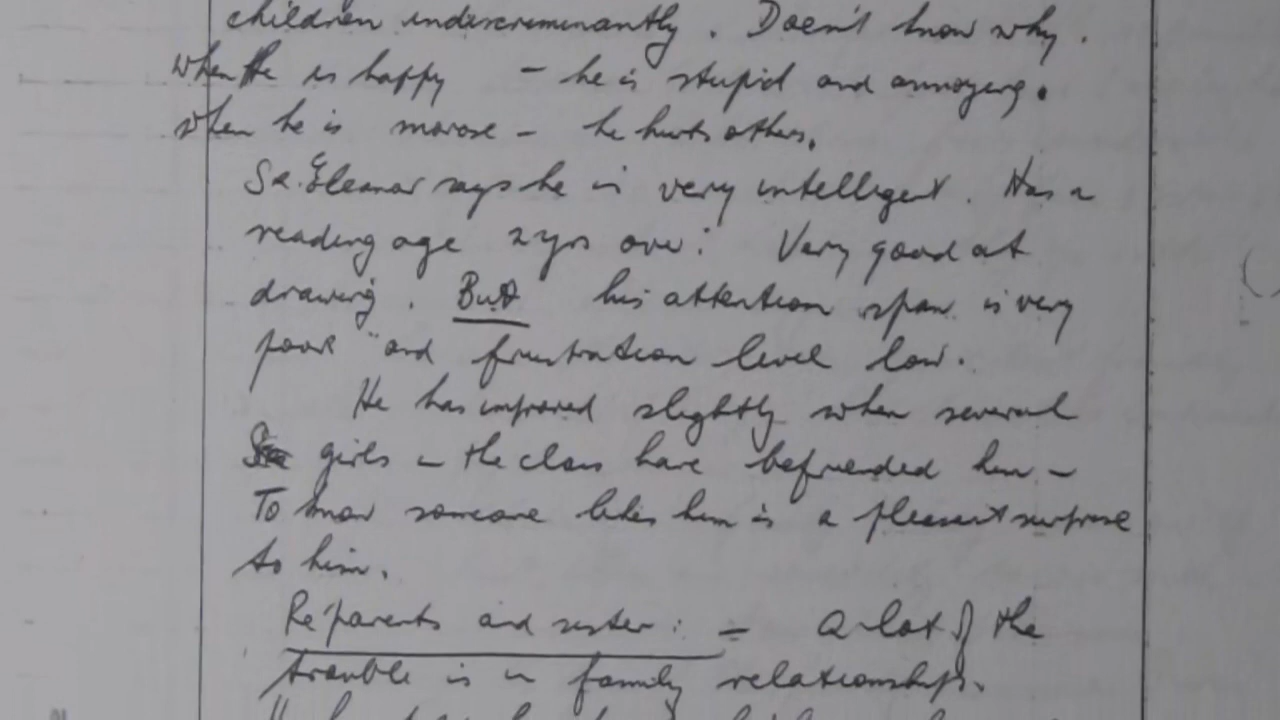 children indiscreminantly. Doesn't know why.
When he is happy – he is stupid and annoying.
When he is morose – he hurts others.
Sr. Eleanor says he is very intelligent. Has a
reading age 2 yrs over. Very good at
drawing. But his attention span is very
poor and frustration level low.
He has improved slightly when several
girls in the class have befriended him –
To know someone likes him is a pleasant surprise
to him.
Re parents and sister: – A lot of the
trouble is in family relationships.